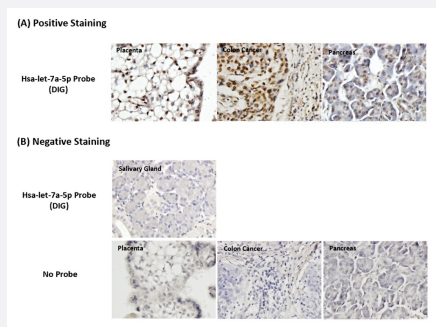 (A) Positive Staining
Placenta
Colon Cancer
Pancreas
Hsa-let-7a-5p Probe
(DIG)
(B) Negative Staining
Salivary Gland
Hsa-let-7a-5p Probe
(DIG)
Placenta
Colon Cancer
Pancreas
No Probe